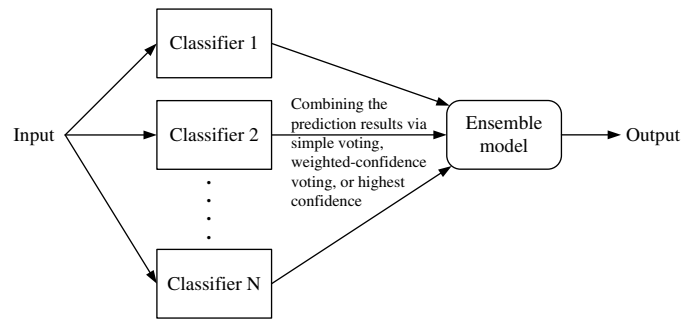 Classifier 1
Input
Classifier 2
Combining the
prediction results via
simple voting,
weighted-confidence
voting, or highest
confidence
Ensemble
model
Output
Classifier N